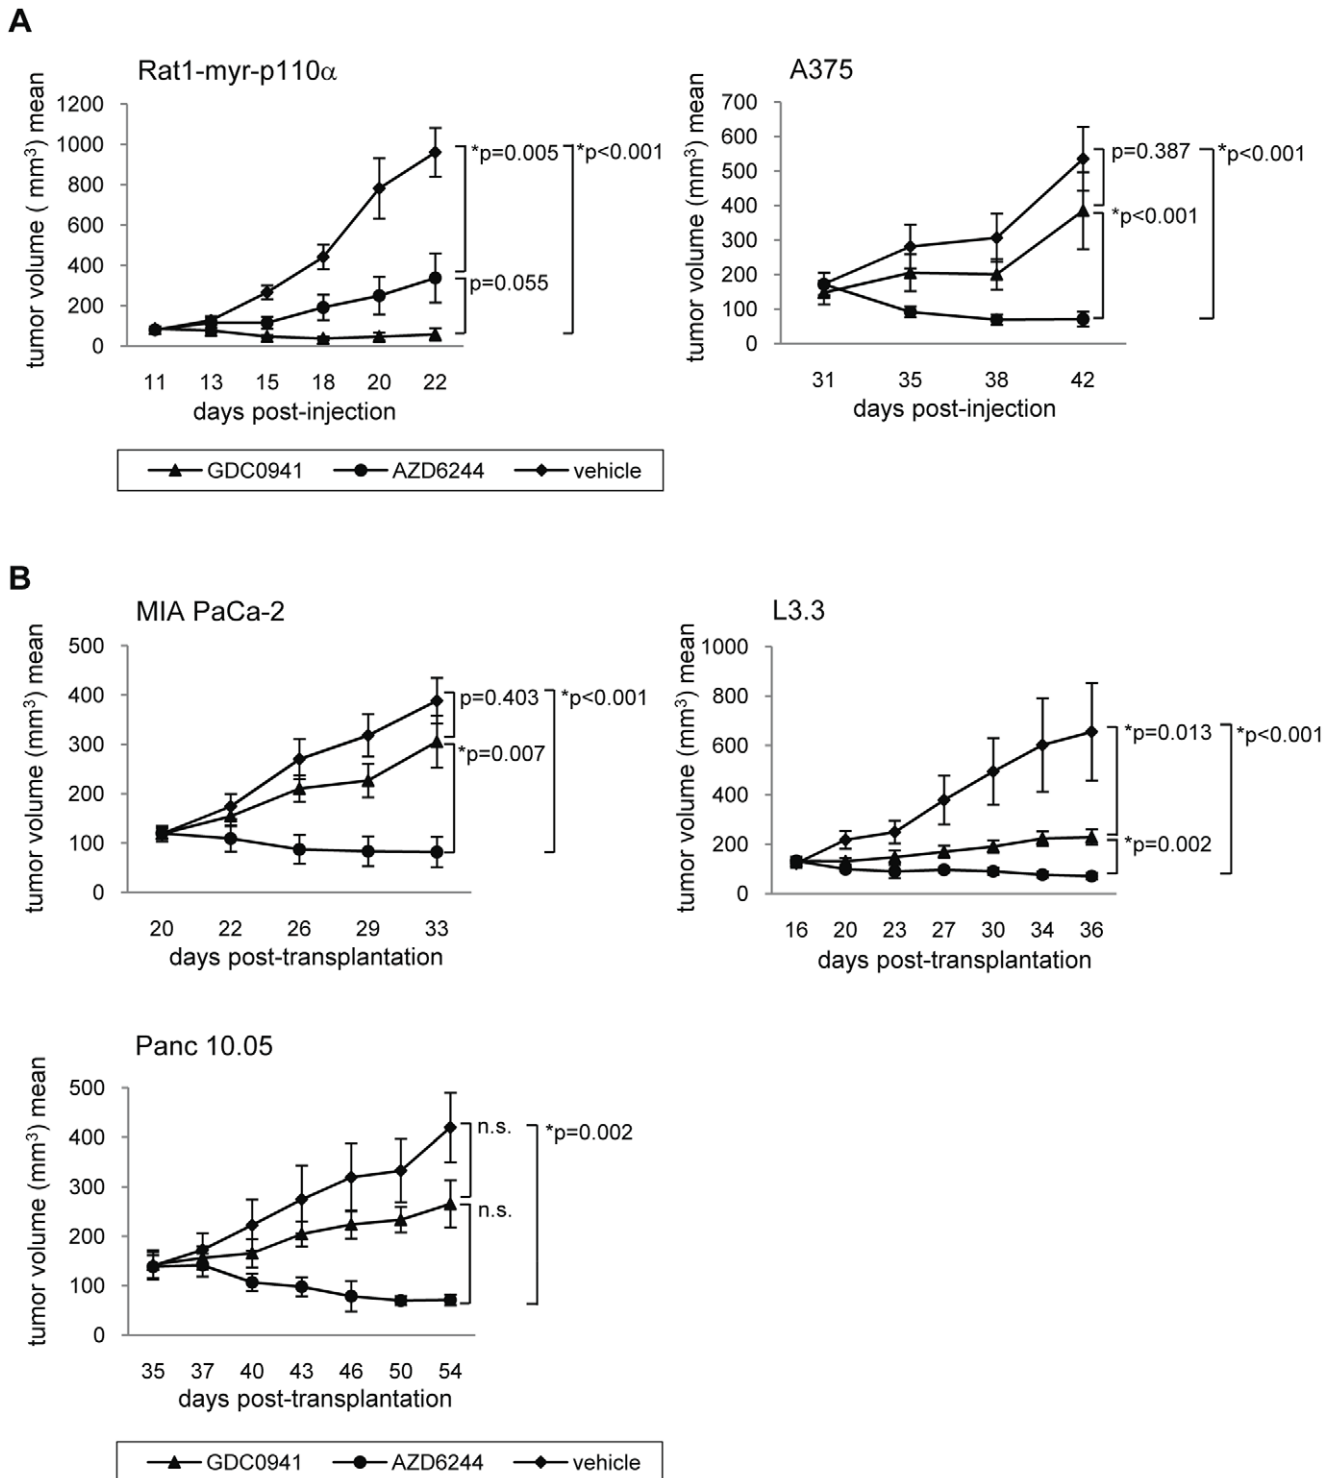 A
Rat1-myr-p110α
tumor volume ( mm³) mean
1200
1000
800
600
400
200
0
*p=0.005
*p<0.001
p=0.055
11 13 15 18 20 22
days post-injection
A375
tumor volume (mm³) mean
700
600
500
400
300
200
100
0
p=0.387
*p<0.001
*p<0.001
31 35 38 42
days post-injection
GDC0941 AZD6244 vehicle
B
MIA PaCa-2
tumor volume (mm³) mean
500
400
300
200
100
0
p=0.403
*p<0.001
*p=0.007
20 22 26 29 33
days post-transplantation
L3.3
tumor volume (mm³) mean
1000
800
600
400
200
0
*p=0.013
*p<0.001
*p=0.002
16 20 23 27 30 34 36
days post-transplantation
Panc 10.05
tumor volume (mm³) mean
500
400
300
200
100
0
n.s.
*p=0.002
n.s.
35 37 40 43 46 50 54
days post-transplantation
GDC0941 AZD6244 vehicle